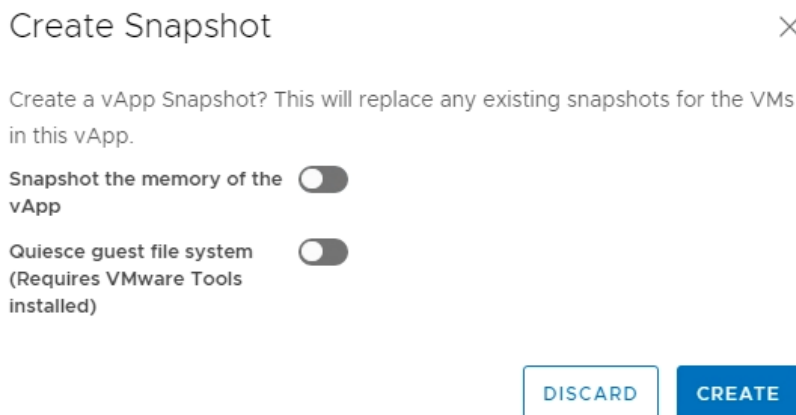 Create Snapshot
Create a vApp Snapshot? This will replace any existing snapshots for the VMs
in this vApp.
Snapshot the memory of the
vApp
Quiesce guest file system
(Requires VMware Tools
installed)
DISCARD
CREATE